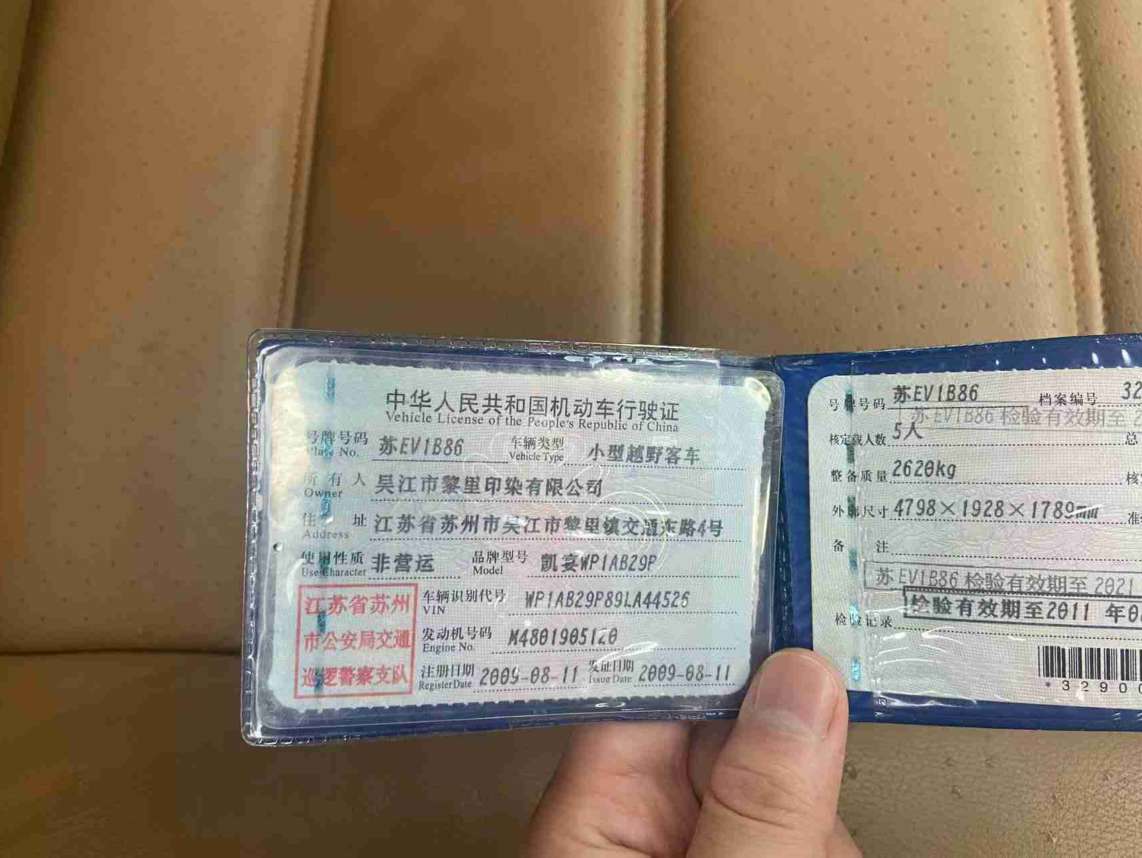 中华人民共和国机动车行驶证
Vehicle License of the People's Republic of China
号牌号码 苏EV1B86 车辆类型 小型越野客车
Plate No. Vehicle Type
所有人 吴江市黎里印染有限公司
Owner
住址 江苏省苏州市吴江市黎里镇交通东路4号
Address
使用性质 非营运 品牌型号 凯宴WP1AB29P
Use Character Model
江苏省苏州
市公安局交通
巡逻警察支队
车辆识别代号 WP1AB29P89LA44526
VIN
发动机号码 M4801905120
Engine No.
注册日期 2009-08-11 发证日期 2009-08-11
Register Date Issue Date
号牌号码 苏EV1B86 档案编号 32
苏EV1B86 检验有效期至
核定载人数 5人 总
整备质量 2620kg 核
外廓尺寸 4798×1928×1789mm 准
备注
苏EV1B86 检验有效期至 2021
检验有效期至2011 年0
检验记录
*3290